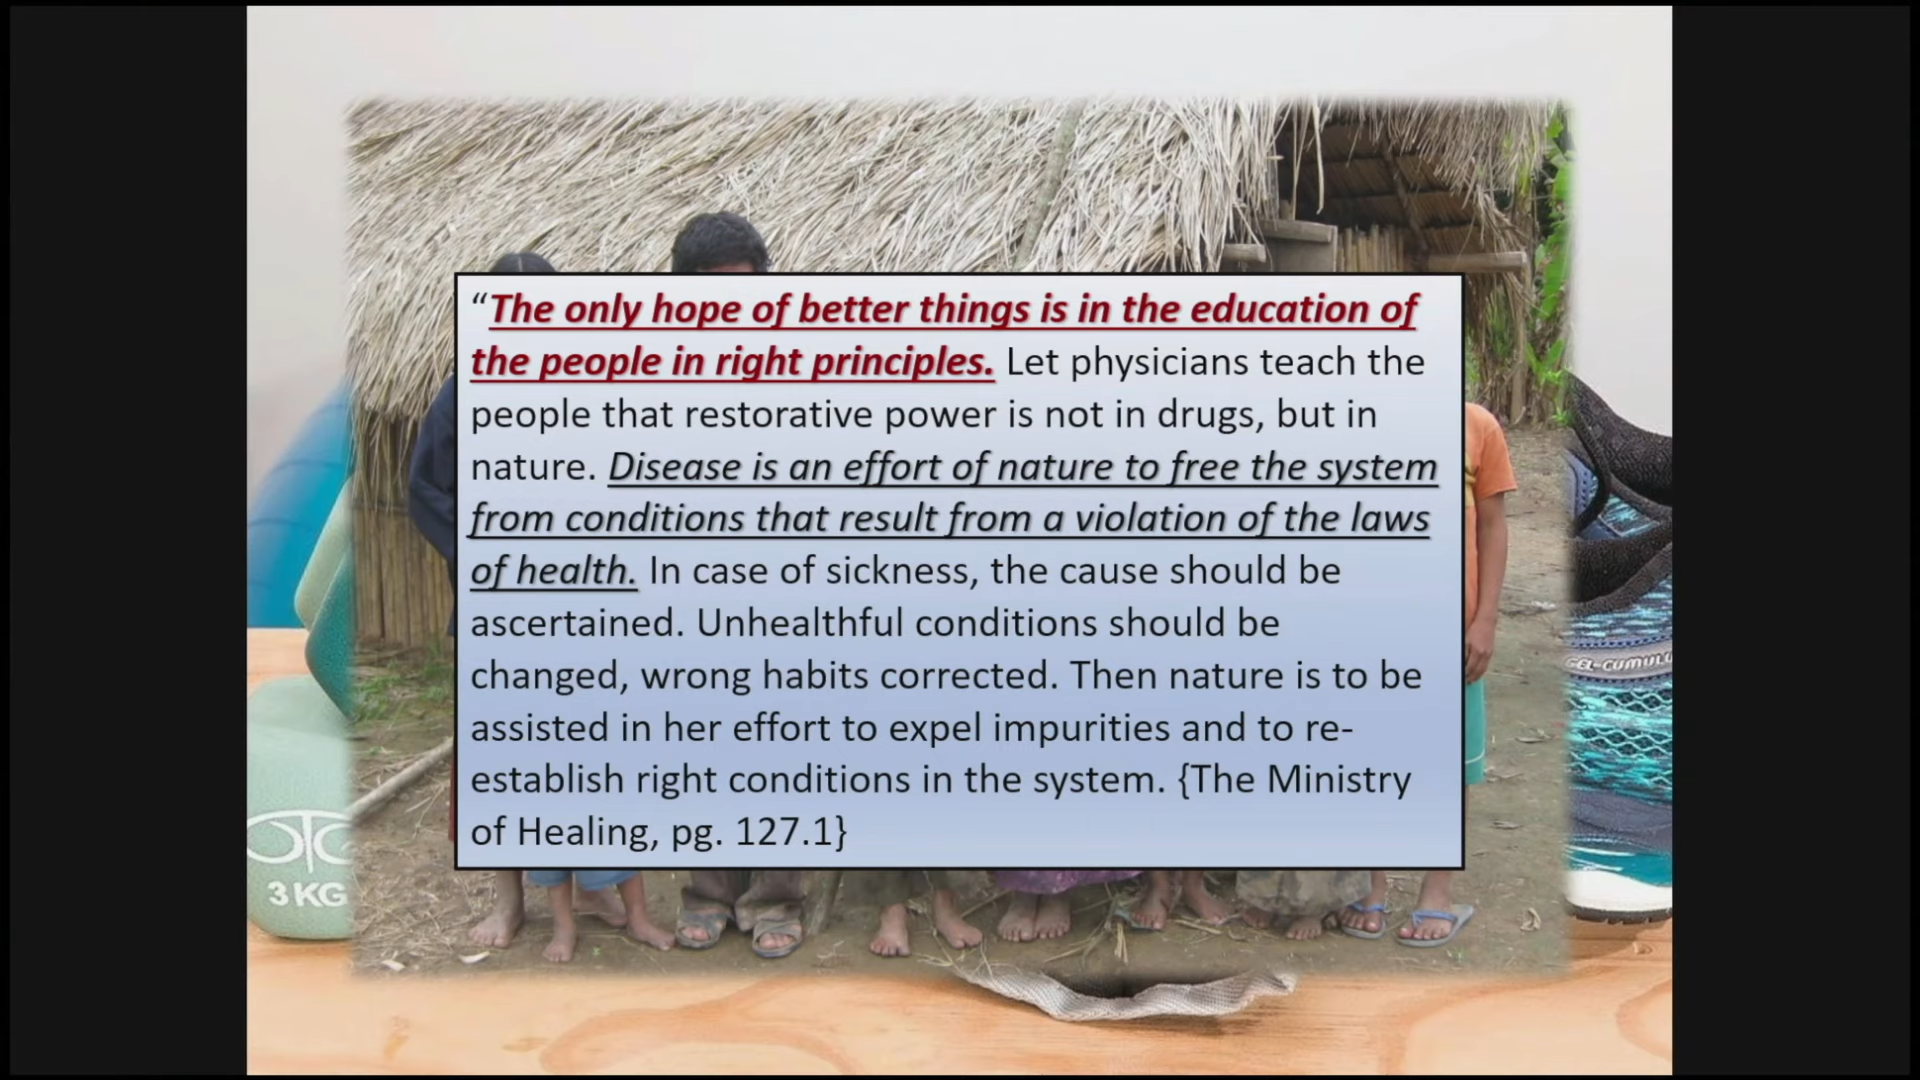 “The only hope of better things is in the education of
the people in right principles. Let physicians teach the
people that restorative power is not in drugs, but in
nature. Disease is an effort of nature to free the system
from conditions that result from a violation of the laws
of health. In case of sickness, the cause should be
ascertained. Unhealthful conditions should be
changed, wrong habits corrected. Then nature is to be
assisted in her effort to expel impurities and to re-
establish right conditions in the system. {The Ministry
of Healing, pg. 127.1}
3 KG